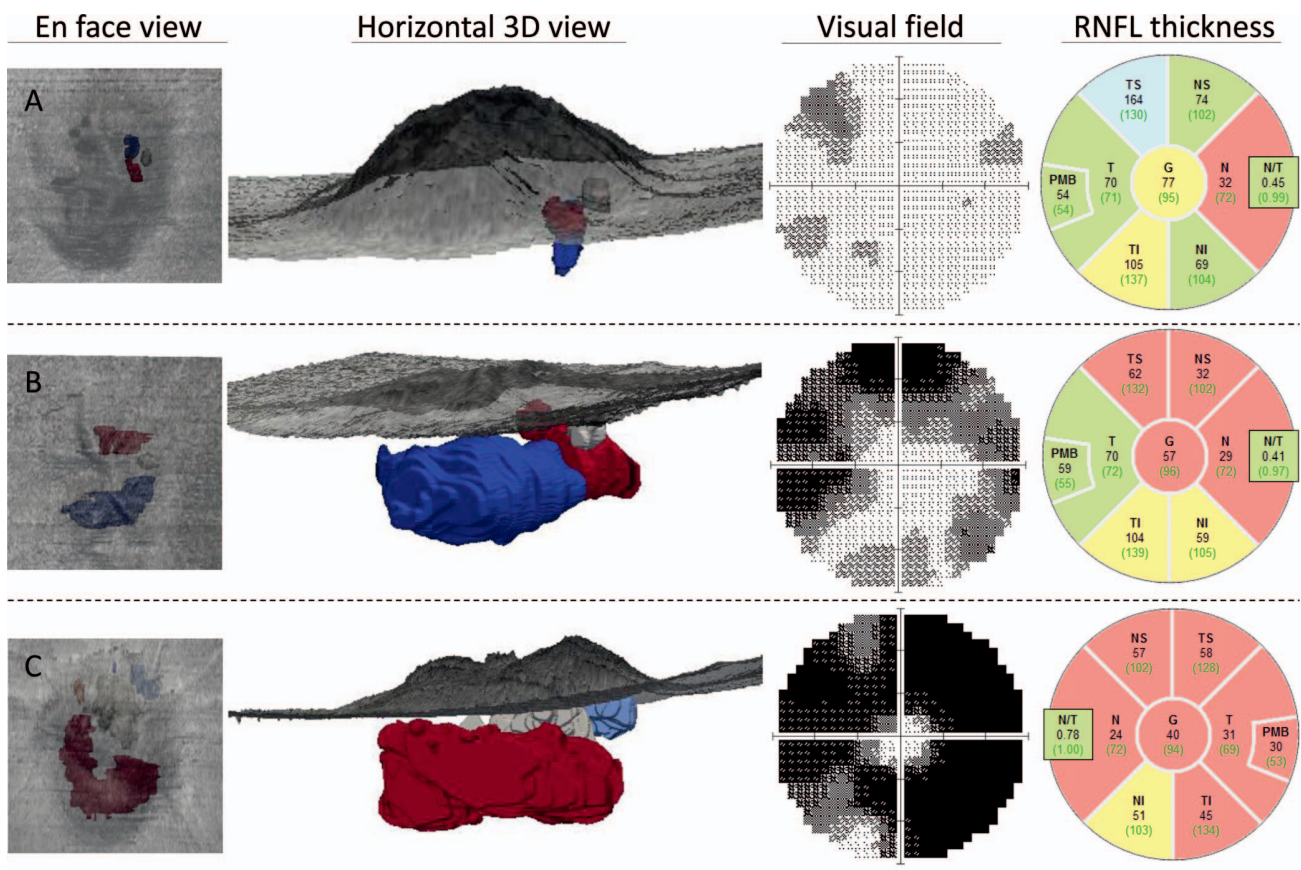 En face view
Horizontal 3D view
Visual field
RNFL thickness
A
TS
164
(130)
NS
74
(102)
PMB
54
(54)
T
70
(71)
G
77
(95)
N
32
(72)
N/T
0.45
(0.99)
TI
105
(137)
NI
69
(104)
B
TS
62
(132)
NS
32
(102)
PMB
59
(55)
T
70
(72)
G
57
(96)
N
29
(72)
N/T
0.41
(0.97)
TI
104
(139)
NI
59
(105)
C
NS
57
(102)
TS
58
(128)
N/T
0.78
(1.00)
N
24
(72)
G
40
(94)
T
31
(69)
PMB
30
(53)
NI
51
(103)
TI
45
(134)